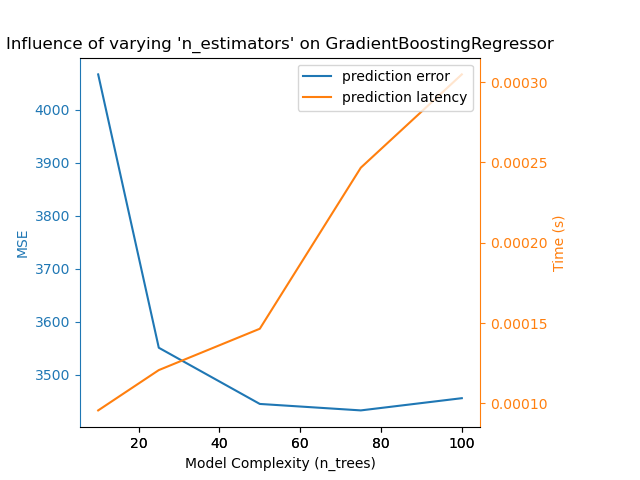 Influence of varying 'n_estimators' on GradientBoostingRegressor
prediction error
prediction latency
4000
3900
3800
3700
3600
3500
MSE
0.00030
0.00025
0.00020
0.00015
0.00010
Time (s)
20 40 60 80 100
Model Complexity (n_trees)